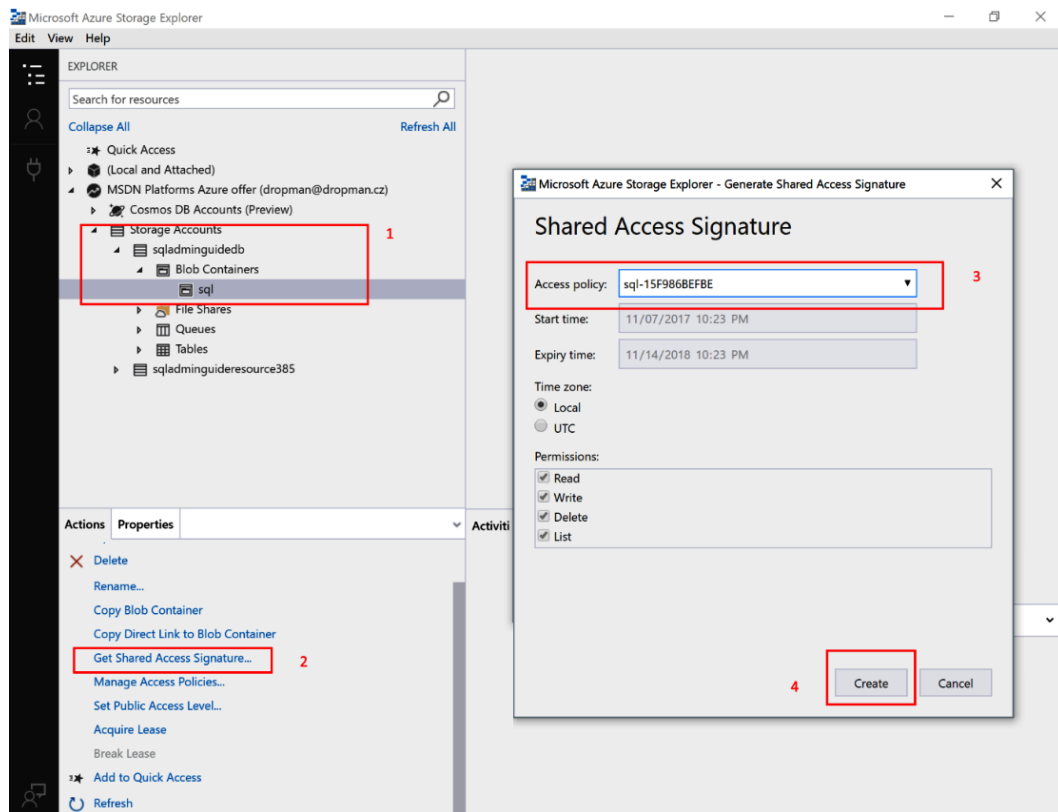 Microsoft Azure Storage Explorer
Edit View Help
EXPLORER
Search for resources
Collapse All Refresh All
Quick Access
(Local and Attached)
MSDN Platforms Azure offer (dropman@dropman.cz)
Cosmos DB Accounts (Preview)
Storage Accounts
1
sqladminguidedb
Blob Containers
sql
File Shares
Queues
Tables
sqladminguideresource385
Actions Properties
Activiti
Delete
Rename...
Copy Blob Container
Copy Direct Link to Blob Container
Get Shared Access Signature...
2
Manage Access Policies...
Set Public Access Level...
Acquire Lease
Break Lease
Add to Quick Access
Refresh
Microsoft Azure Storage Explorer - Generate Shared Access Signature
Shared Access Signature
Access policy: sql-15F986BEFBE
3
Start time: 11/07/2017 10:23 PM
Expiry time: 11/14/2018 10:23 PM
Time zone:
Local
UTC
Permissions:
Read
Write
Delete
List
4
Create Cancel